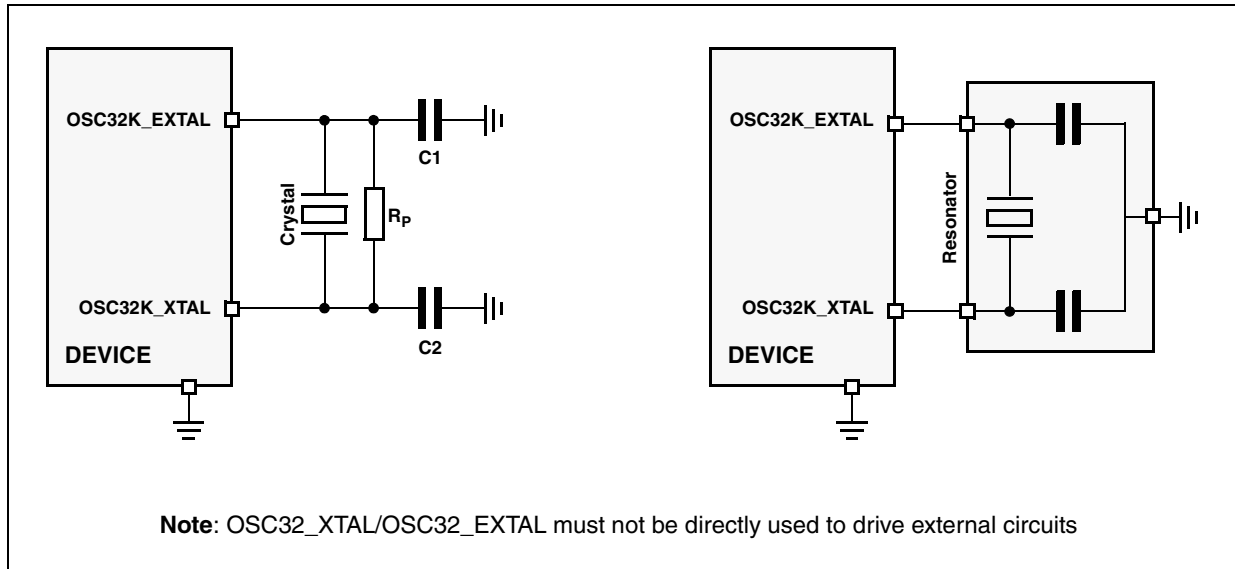 OSC32K_EXTAL
C1
Crystal
RP
OSC32K_XTAL
C2
DEVICE
OSC32K_EXTAL
Resonator
OSC32K_XTAL
DEVICE
Note: OSC32_XTAL/OSC32_EXTAL must not be directly used to drive external circuits